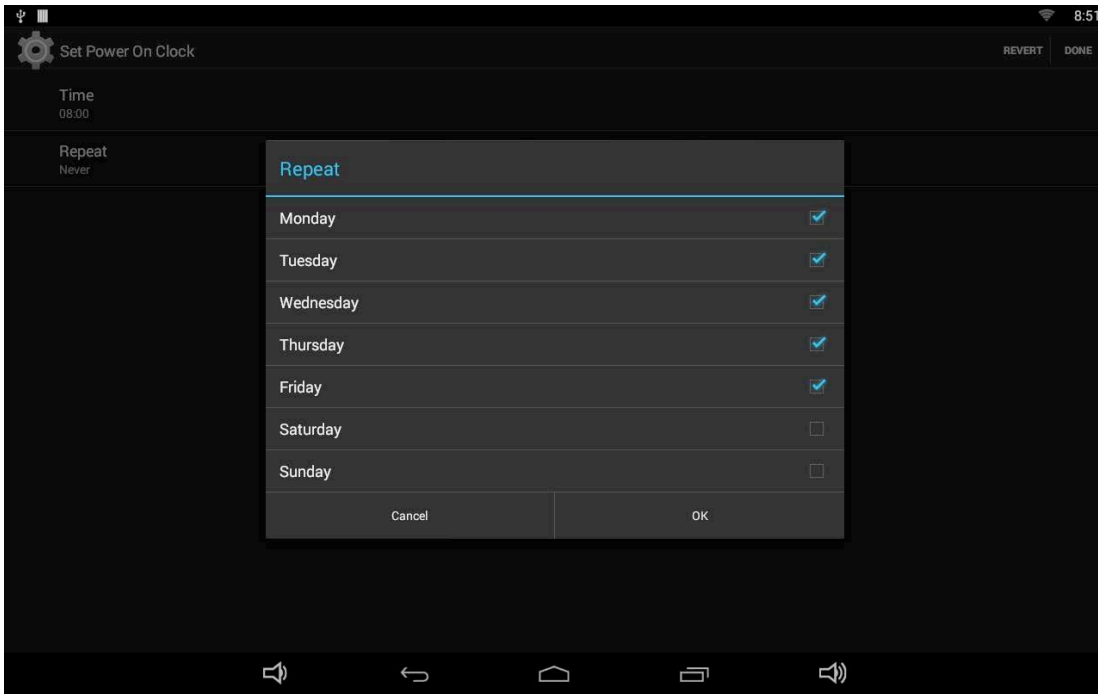 8:51
Set Power On Clock
REVERT DONE
Time
08:00
Repeat
Never
Repeat
Monday
Tuesday
Wednesday
Thursday
Friday
Saturday
Sunday
Cancel OK